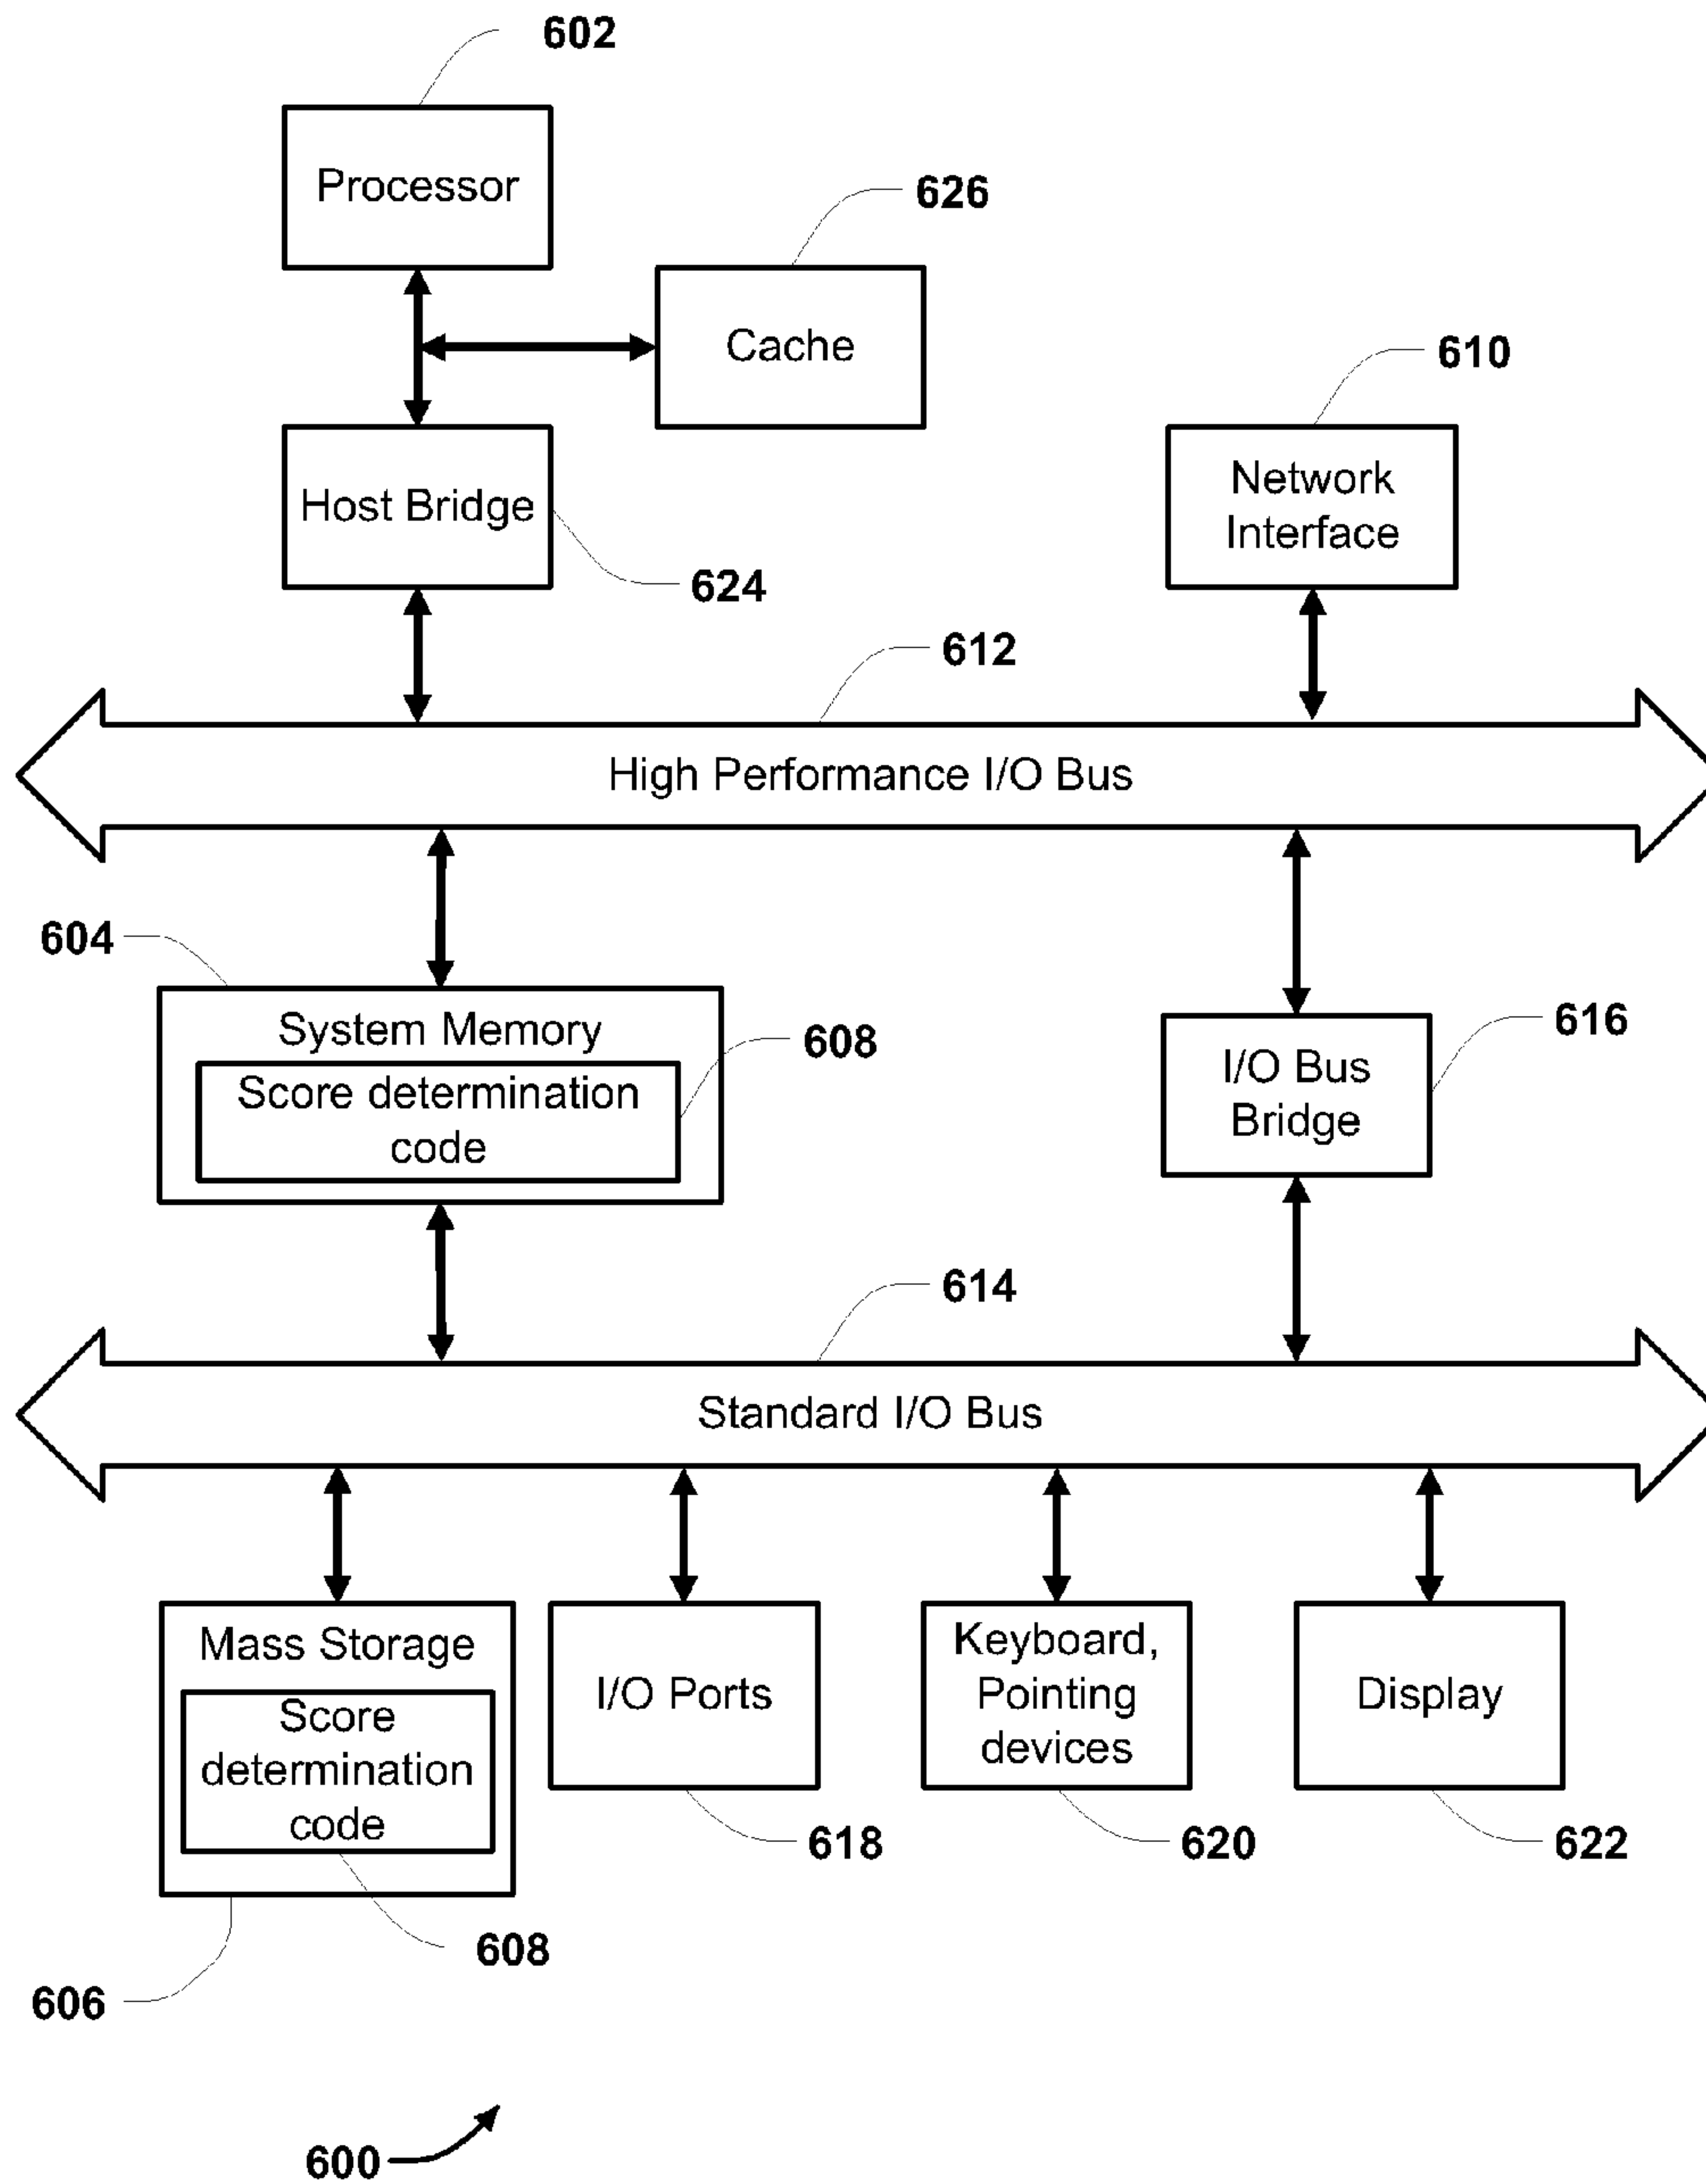 602
Processor
626
Cache
610
Network
Interface
Host Bridge
624
612
High Performance I/O Bus
604
System Memory
608
Score determination
code
616
I/O Bus
Bridge
614
Standard I/O Bus
Mass Storage
Score
determination
code
I/O Ports
Keyboard,
Pointing
devices
Display
618
620
622
608
606
600